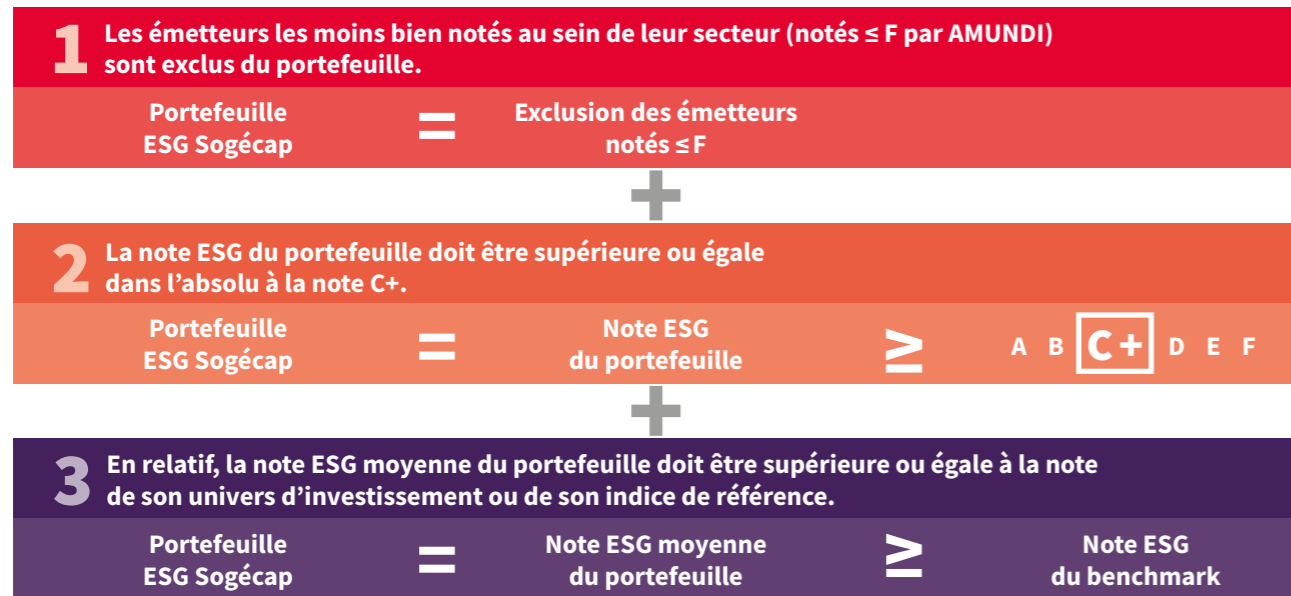 1
Les émetteurs les moins bien notés au sein de leur secteur (notés ≤ F par AMUNDI)
sont exclus du portefeuille.
Portefeuille
ESG Sogécap
=
Exclusion des émetteurs
notés ≤ F
+
2
La note ESG du portefeuille doit être supérieure ou égale
dans l’absolu à la note C+.
Portefeuille
ESG Sogécap
=
Note ESG
du portefeuille
≥
A B C+ D E F
+
3
En relatif, la note ESG moyenne du portefeuille doit être supérieure ou égale à la note
de son univers d’investissement ou de son indice de référence.
Portefeuille
ESG Sogécap
=
Note ESG moyenne
du portefeuille
≥
Note ESG
du benchmark